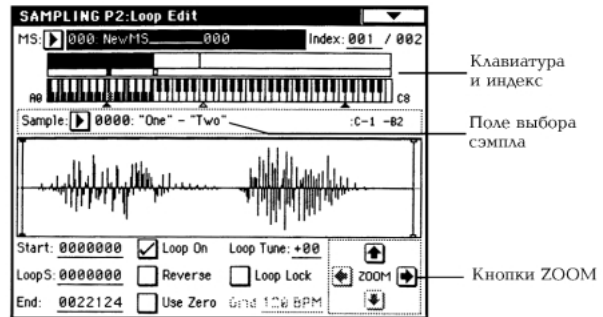 SAMPLING P2:Loop Edit
MS: 000: NewMS_____000 Index: 001 / 002
Клавиатура
и индекс
A0 C8
Sample: 0000: "One" - "Two" :C-1 -B2
Поле выбора
сэмпла
Start: 0000000 Loop On Loop Tune: +00
LoopS: 0000000 Reverse Loop Lock ZOOM
Кнопки ZOOM
End: 0022124 Use Zero Grid 120 BPM